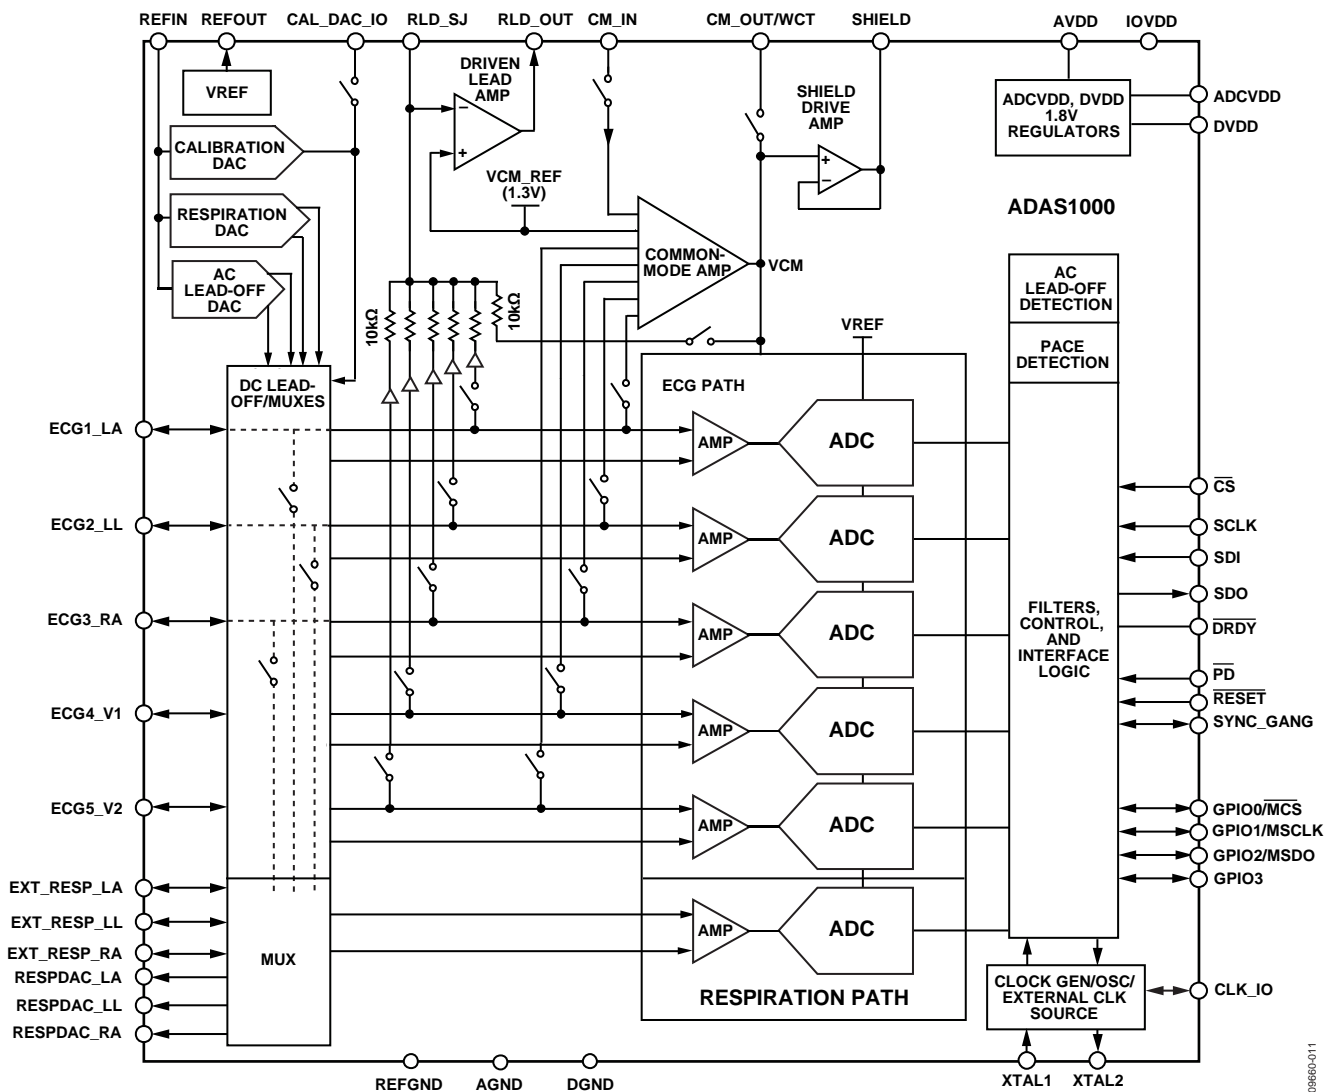 REFIN
REFOUT
CAL_DAC_IO
RLD_SJ
RLD_OUT
CM_IN
CM_OUT/WCT
SHIELD
AVDD
IOVDD
VREF
DRIVEN
LEAD
AMP
SHIELD
DRIVE
AMP
ADCVDD, DVDD
1.8V
REGULATORS
ADCVDD
DVDD
CALIBRATION
DAC
–
+
+
–
VCM_REF
(1.3V)
ADAS1000
RESPIRATION
DAC
COMMON-
MODE AMP
VCM
AC
LEAD-OFF
DAC
AC
LEAD-OFF
DETECTION
10kΩ
10kΩ
VREF
PACE
DETECTION
DC LEAD-
OFF/MUXES
ECG PATH
ECG1_LA
AMP
ADC
ECG2_LL
AMP
ADC
ECG3_RA
AMP
ADC
ECG4_V1
AMP
ADC
ECG5_V2
AMP
ADC
FILTERS,
CONTROL,
AND
INTERFACE
LOGIC
CS
SCLK
SDI
SDO
DRDY
PD
RESET
SYNC_GANG
GPIO0/MCS
GPIO1/MSCLK
GPIO2/MSDO
GPIO3
EXT_RESP_LA
EXT_RESP_LL
EXT_RESP_RA
RESPDAC_LA
RESPDAC_LL
RESPDAC_RA
MUX
AMP
ADC
RESPIRATION PATH
CLOCK GEN/OSC/
EXTERNAL CLK
SOURCE
CLK_IO
REFGND
AGND
DGND
XTAL1
XTAL2
09660-011